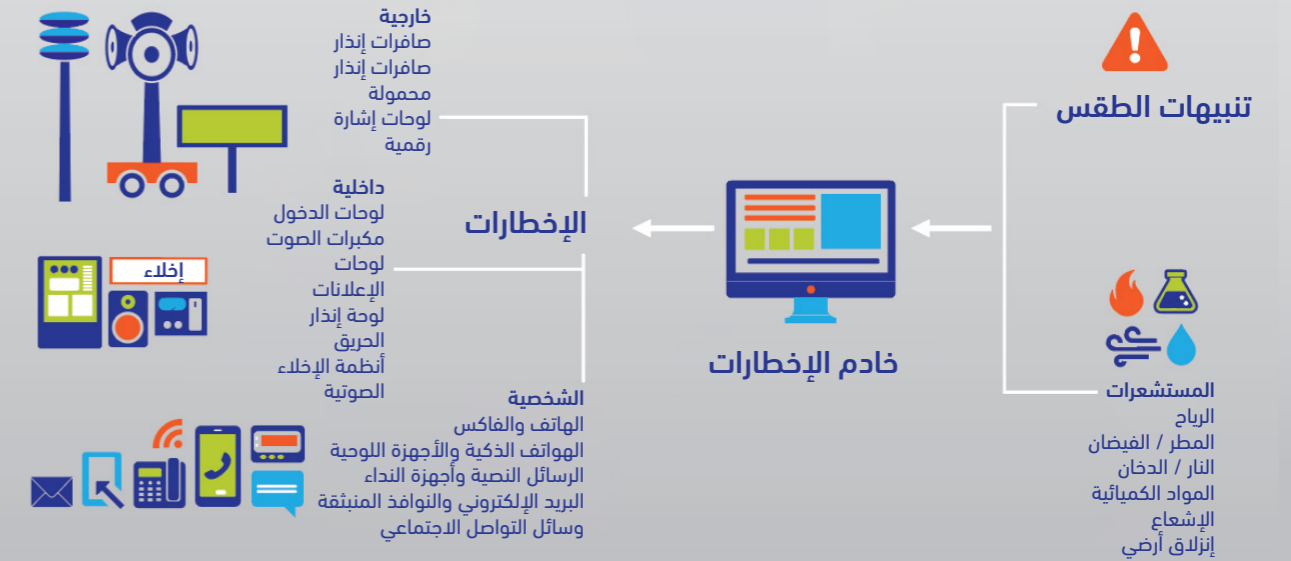 تنبيهات الطقس
المستشعرات
الرياح
المطر / الفيضان
النار / الدخان
المواد الكميائية
الإشعاع
إنزلاق أرضي
خادم الإخطارات
الإخطارات
خارجية
صافرات إنذار
صافرات إنذار
محمولة
لوحات إشارة
رقمية
داخلية
لوحات الدخول
مكبرات الصوت
لوحات
الإعلانات
لوحة إنذار
الحريق
أنظمة الإخلاء
الصوتية
إخلاء
الشخصية
الهاتف والفاكس
الهواتف الذكية والأجهزة اللوحية
الرسائل النصية وأجهزة النداء
البريد الإلكتروني والنوافذ المنبثقة
وسائل التواصل الاجتماعي